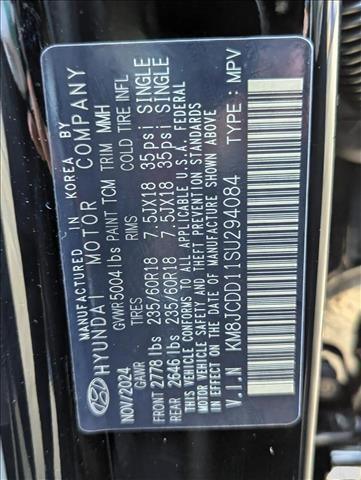 MANUFACTURED IN KOREA BY
HYUNDAI MOTOR COMPANY
GVWR 5004 lbs PAINT TCM TRIM MMH
NOV/2024 TIRES RIMS COLD TIRE INFL
GAWR
FRONT 2778 lbs 235/60R18 7.5JX18 35psi SINGLE
REAR 2646 lbs 235/60R18 7.5JX18 35psi SINGLE
THIS VEHICLE CONFORMS TO ALL APPLICABLE U.S.A. FEDERAL
MOTOR VEHICLE SAFETY AND THEFT PREVENTION STANDARDS
IN EFFECT ON THE DATE OF MANUFACTURE SHOWN ABOVE.
V.I.N KM8JCDD11SU294084 TYPE : MPV